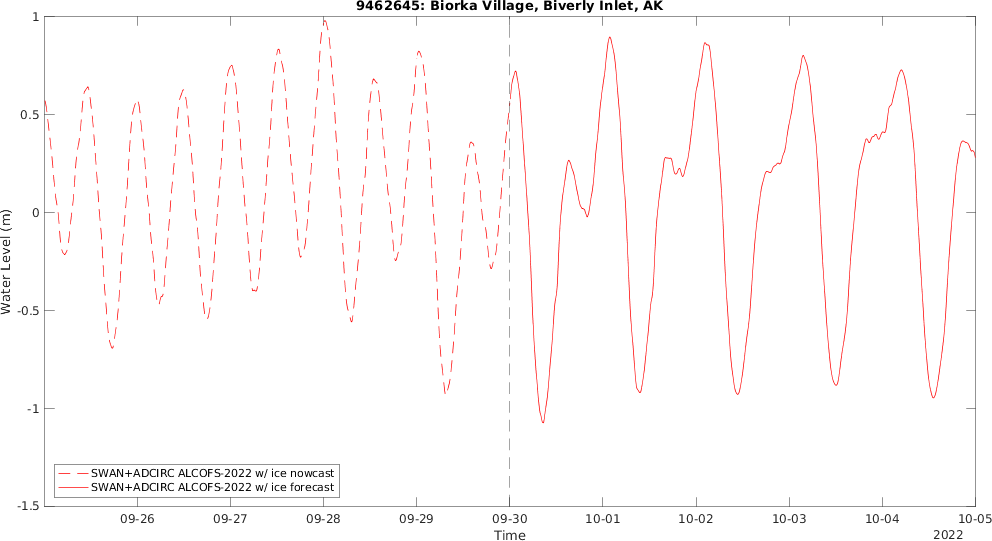 9462645: Biorka Village, Biverly Inlet, AK
Water Level (m)
1
0.5
0
-0.5
-1
-1.5
SWAN+ADCIRC ALCOFS-2022 w/ ice nowcast
SWAN+ADCIRC ALCOFS-2022 w/ ice forecast
09-26 09-27 09-28 09-29 09-30 10-01 10-02 10-03 10-04 10-05
Time
2022